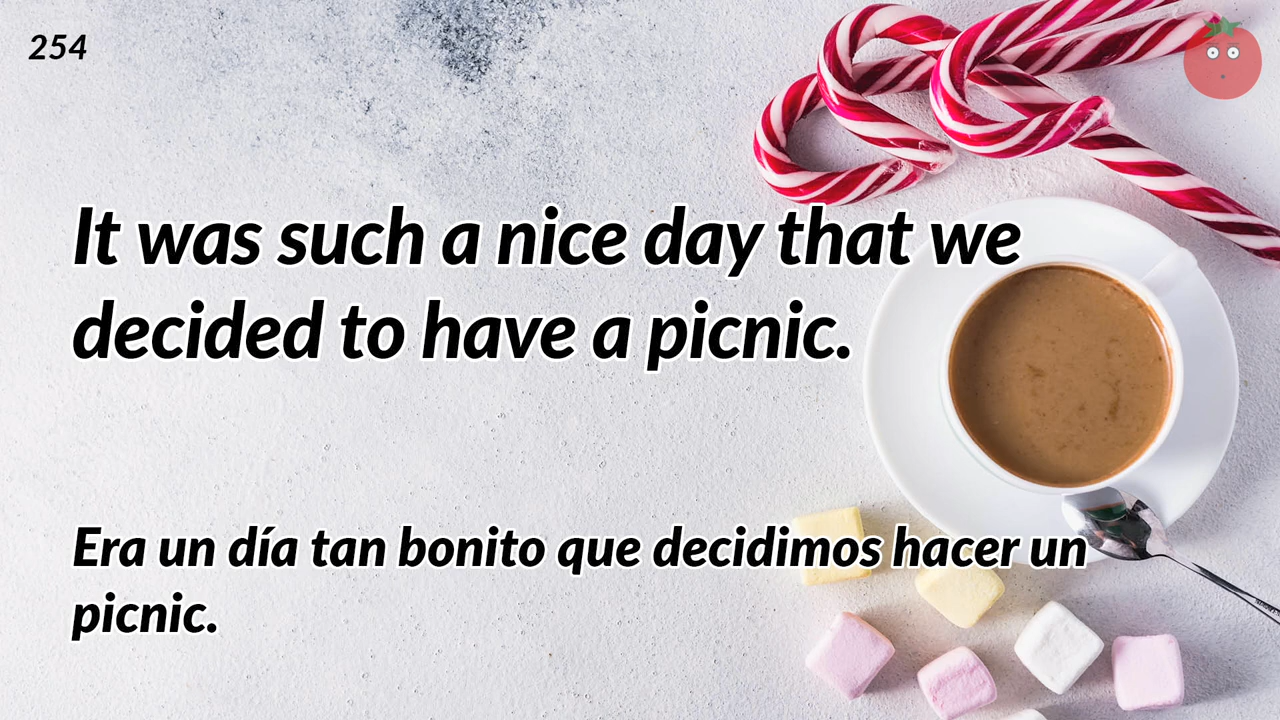 254
It was such a nice day that we
decided to have a picnic.
Era un día tan bonito que decidimos hacer un
picnic.